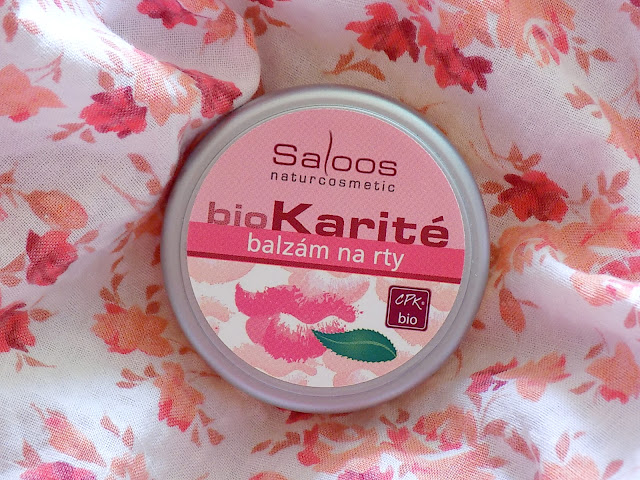 Saloos
naturcosmetic
bioKarité
balzám na rty
CPK®
bio